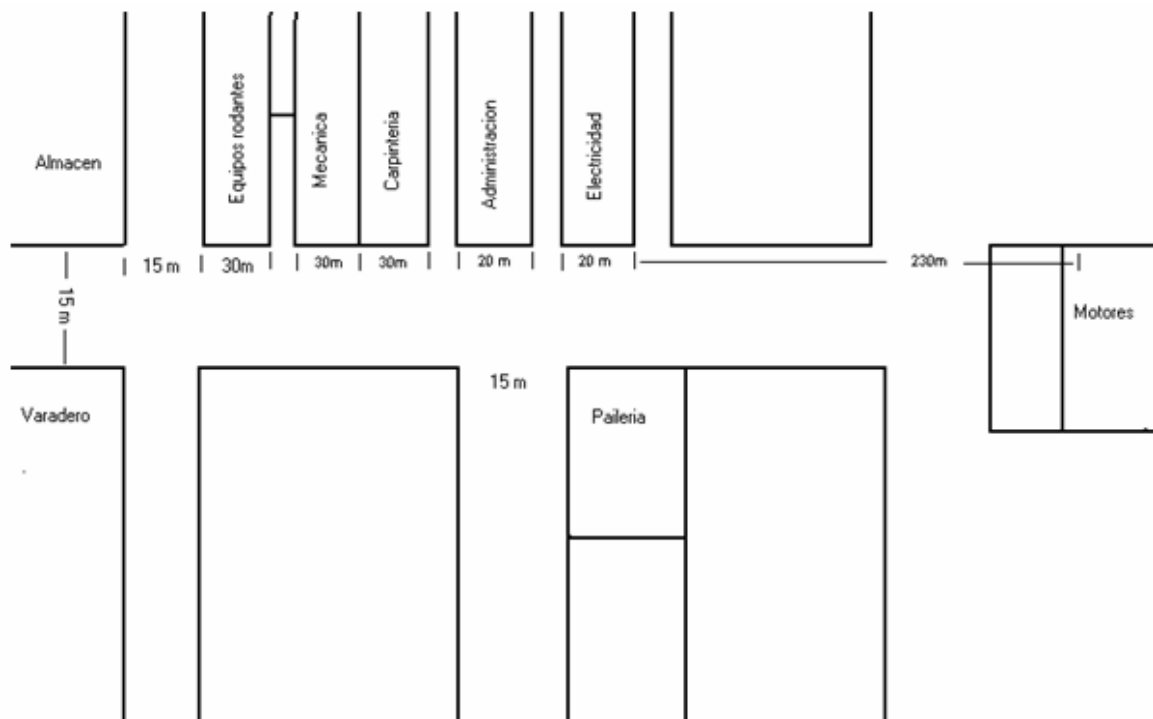 Almacen
Equipos rodantes
Mecanica
Carpinteria
Administracion
Electricidad
15 m
30m
30m
30m
20 m
20 m
230m
15 m
Motores
15 m
Varadero
Paileria